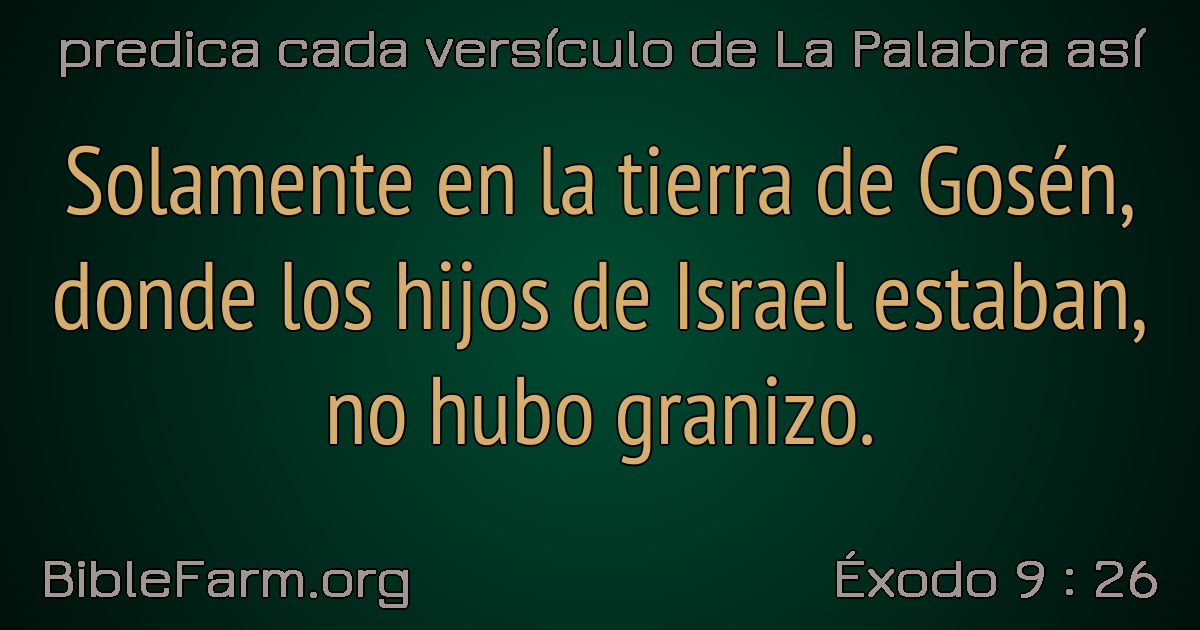 predica cada versículo de La Palabra así
Solamente en la tierra de Gosén,
donde los hijos de Israel estaban,
no hubo granizo.
BibleFarm.org
Éxodo 9 : 26